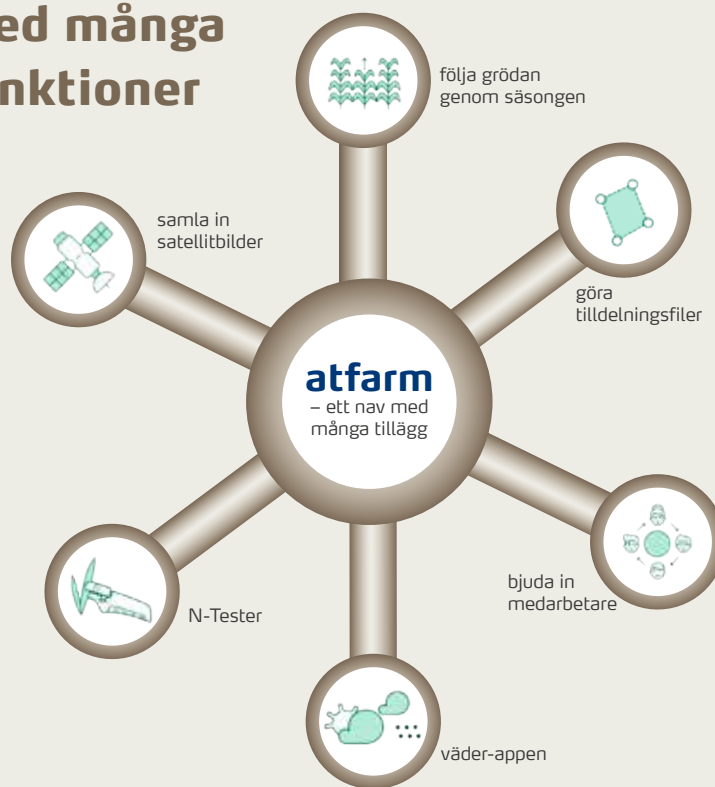 ed många
nktioner
följa grödan
genom säsongen
samla in
satellitbilder
göra
tilldelningsfiler
atfarm
– ett nav med
många tillägg
bjuda in
medarbetare
N-Tester
väder-appen